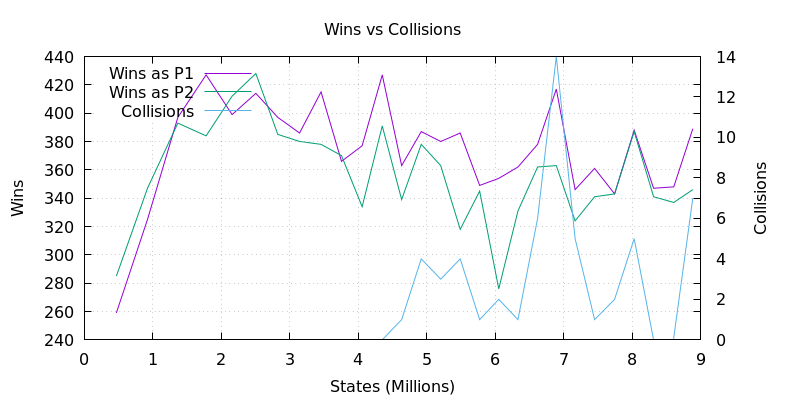 Wins vs Collisions
440
420
400
380
360
340
320
300
280
260
240
Wins
Wins as P1
Wins as P2
Collisions
14
12
10
8
6
4
2
0
Collisions
0 1 2 3 4 5 6 7 8 9
States (Millions)